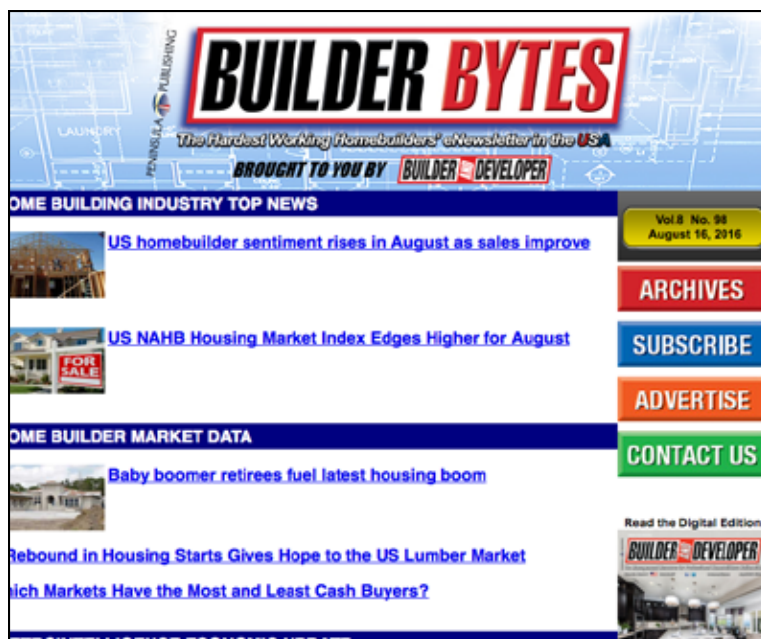 PENINSULA PUBLISHING
BUILDER BYTES
LAUNDRY
The Hardest Working Homebuilders' eNewsletter in the USA
BROUGHT TO YOU BY BUILDER AND DEVELOPER
OME BUILDING INDUSTRY TOP NEWS
Vol.8 No. 98
August 16, 2016
US homebuilder sentiment rises in August as sales improve
ARCHIVES
US NAHB Housing Market Index Edges Higher for August
FOR
SALE
SUBSCRIBE
ADVERTISE
OME BUILDER MARKET DATA
CONTACT US
Baby boomer retirees fuel latest housing boom
Read the Digital Edition
BUILDER AND DEVELOPER
Rebound in Housing Starts Gives Hope to the US Lumber Market
hich Markets Have the Most and Least Cash Buyers?